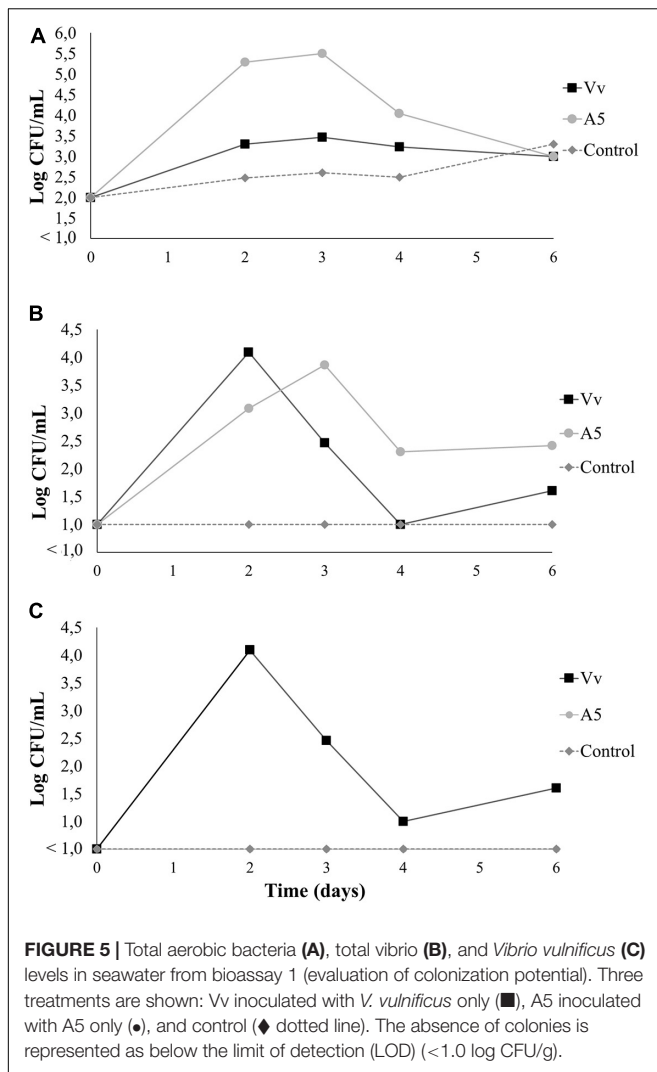 A
6,0
5,5
5,0
4,5
4,0
3,5
3,0
2,5
2,0
1,5
< 1,0
Log CFU/mL
0 1 2 3 4 5 6
Vv
A5
Control
B
4,5
4,0
3,5
3,0
2,5
1,5
1,0
< 1,0
Log CFU/mL
0 1 2 3 4 5 6
Vv
A5
Control
C
4,5
4,0
3,5
3,0
2,5
2,0
1,5
1,0
< 1,0
Log CFU/mL
0 1 2 3 4 5 6
Time (days)
Vv
A5
Control
FIGURE 5 | Total aerobic bacteria (A), total vibrio (B), and Vibrio vulnificus (C)
levels in seawater from bioassay 1 (evaluation of colonization potential). Three
treatments are shown: Vv inoculated with V. vulnificus only (■), A5 inoculated
with A5 only (●), and control (◆ dotted line). The absence of colonies is
represented as below the limit of detection (LOD) (<1.0 log CFU/g).